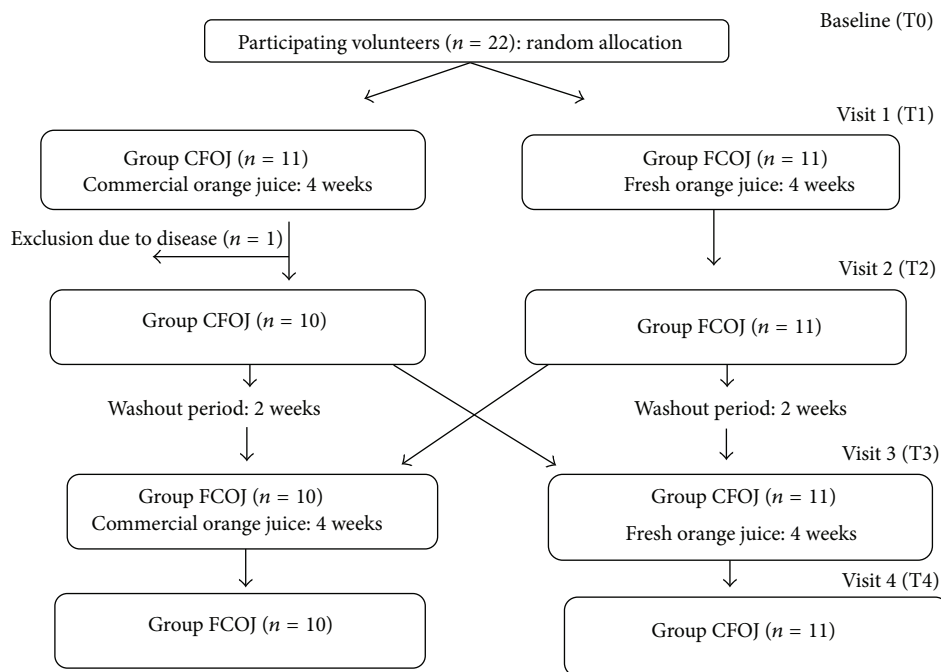 Baseline (T0)
Participating volunteers (n = 22): random allocation
Visit 1 (T1)
Group CFOJ (n = 11)
Commercial orange juice: 4 weeks
Group FCOJ (n = 11)
Fresh orange juice: 4 weeks
Exclusion due to disease (n = 1)
Visit 2 (T2)
Group CFOJ (n = 10)
Group FCOJ (n = 11)
Washout period: 2 weeks
Washout period: 2 weeks
Visit 3 (T3)
Group FCOJ (n = 10)
Commercial orange juice: 4 weeks
Group CFOJ (n = 11)
Fresh orange juice: 4 weeks
Visit 4 (T4)
Group FCOJ (n = 10)
Group CFOJ (n = 11)